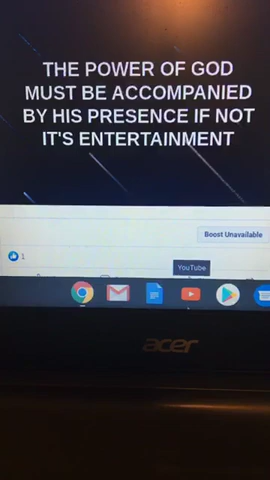 THE POWER OF GOD
MUST BE ACCOMPANIED
BY HIS PRESENCE IF NOT
IT'S ENTERTAINMENT
Boost Unavailable
1
YouTube
acer